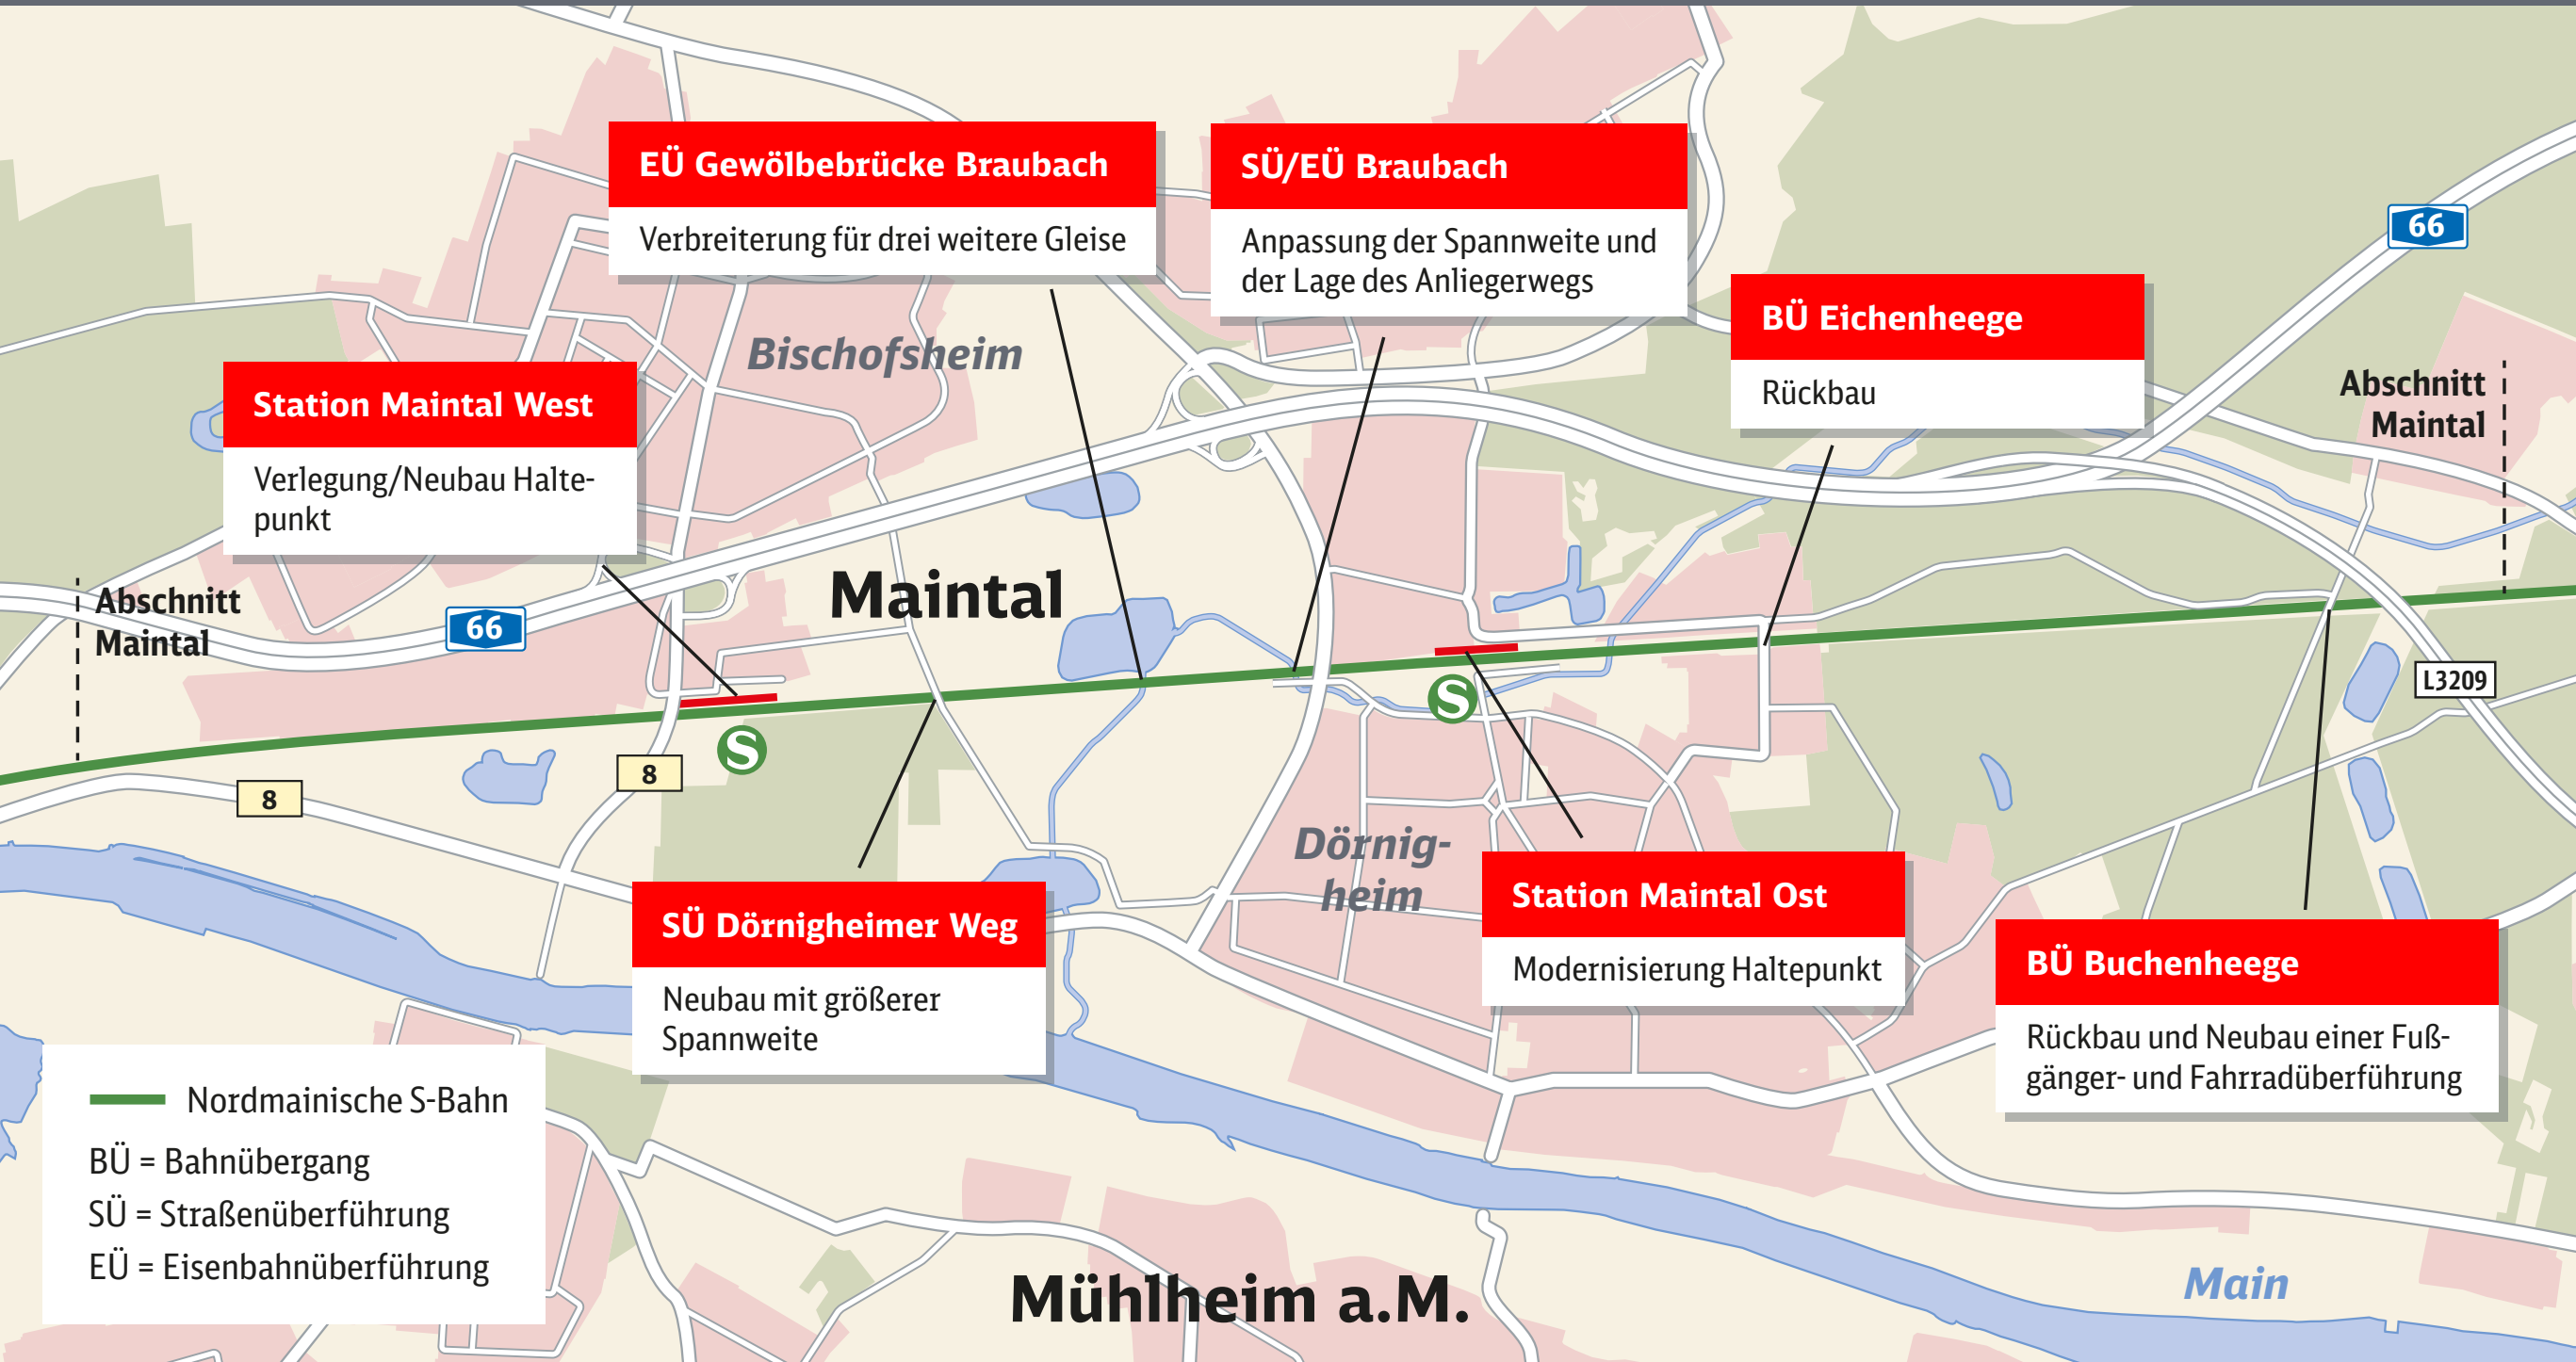 EÜ Gewölbebrücke Braubach
Verbreiterung für drei weitere Gleise
SÜ/EÜ Braubach
Anpassung der Spannweite und
der Lage des Anliegerwegs
66
BÜ Eichenheege
Rückbau
Bischofsheim
Station Maintal West
Verlegung/Neubau Halte-
punkt
Abschnitt
Maintal
Abschnitt
Maintal
66
Maintal
L3209
S
S
8
8
Dörnig-
heim
SÜ Dörnigheimer Weg
Neubau mit größerer
Spannweite
Station Maintal Ost
Modernisierung Haltepunkt
BÜ Buchenheege
Rückbau und Neubau einer Fuß-
gänger- und Fahrradüberführung
Nordmainische S-Bahn
BÜ = Bahnübergang
SÜ = Straßenüberführung
EÜ = Eisenbahnüberführung
Mühlheim a.M.
Main